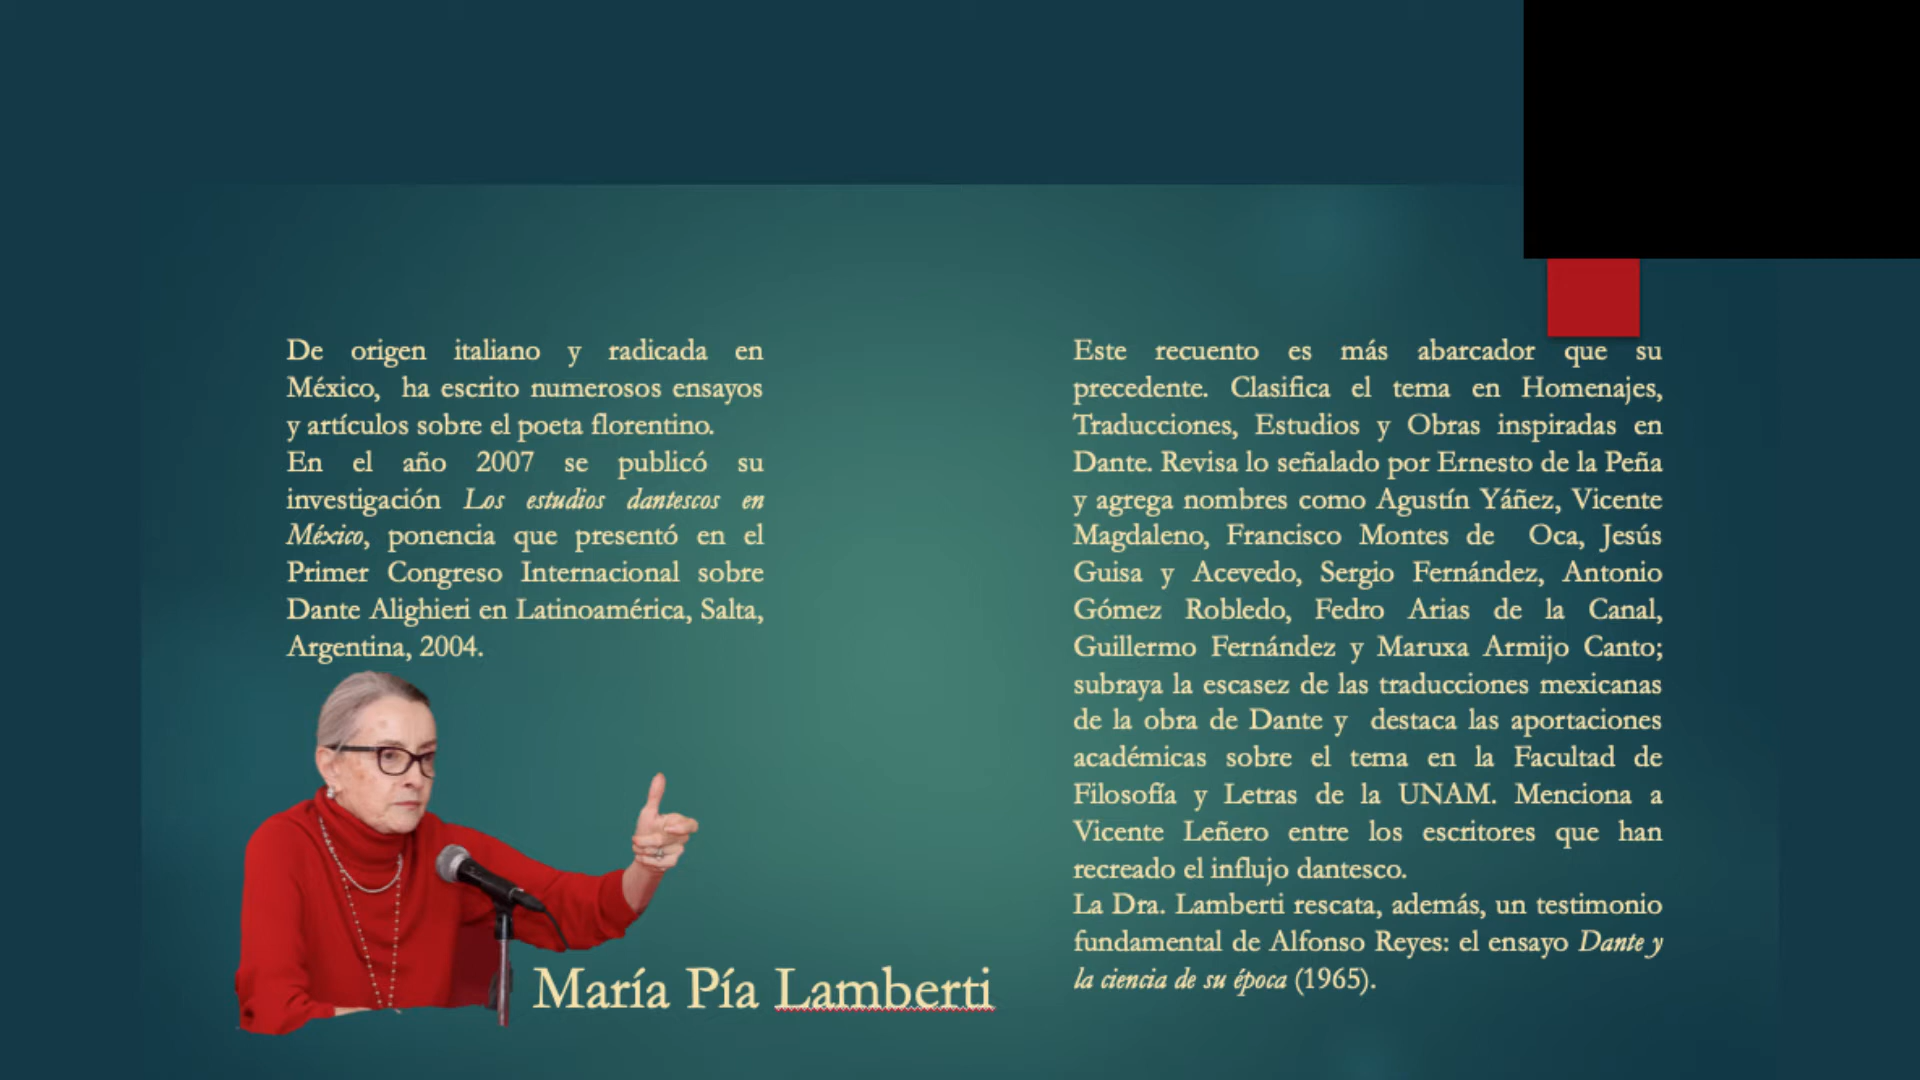 De origen italiano y radicada en
México, ha escrito numerosos ensayos
y artículos sobre el poeta florentino.
En el año 2007 se publicó su
investigación Los estudios dantescos en
México, ponencia que presentó en el
Primer Congreso Internacional sobre
Dante Alighieri en Latinoamérica, Salta,
Argentina, 2004.
María Pía Lamberti
Este recuento es más abarcador que su
precedente. Clasifica el tema en Homenajes,
Traducciones, Estudios y Obras inspiradas en
Dante. Revisa lo señalado por Ernesto de la Peña
y agrega nombres como Agustín Yáñez, Vicente
Magdaleno, Francisco Montes de Oca, Jesús
Guisa y Acevedo, Sergio Fernández, Antonio
Gómez Robledo, Fedro Arias de la Canal,
Guillermo Fernández y Maruxa Armijo Canto;
subraya la escasez de las traducciones mexicanas
de la obra de Dante y destaca las aportaciones
académicas sobre el tema en la Facultad de
Filosofía y Letras de la UNAM. Menciona a
Vicente Leñero entre los escritores que han
recreado el influjo dantesco.
La Dra. Lamberti rescata, además, un testimonio
fundamental de Alfonso Reyes: el ensayo Dante y
la ciencia de su época (1965).